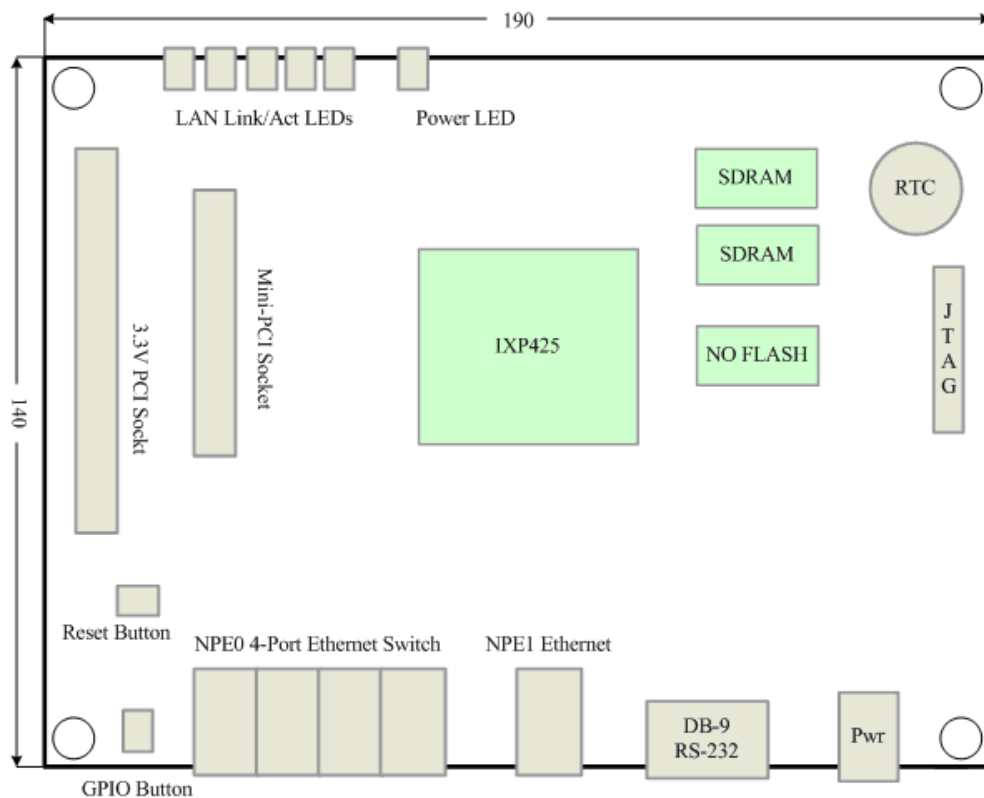 190
LAN Link/Act LEDs
Power LED
SDRAM
RTC
SDRAM
Mini-PCI Socket
3.3V PCI Sockt
IXP425
NO FLASH
JTAG
140
Reset Button
NPE0 4-Port Ethernet Switch
NPE1 Ethernet
DB-9
RS-232
Pwr
GPIO Button